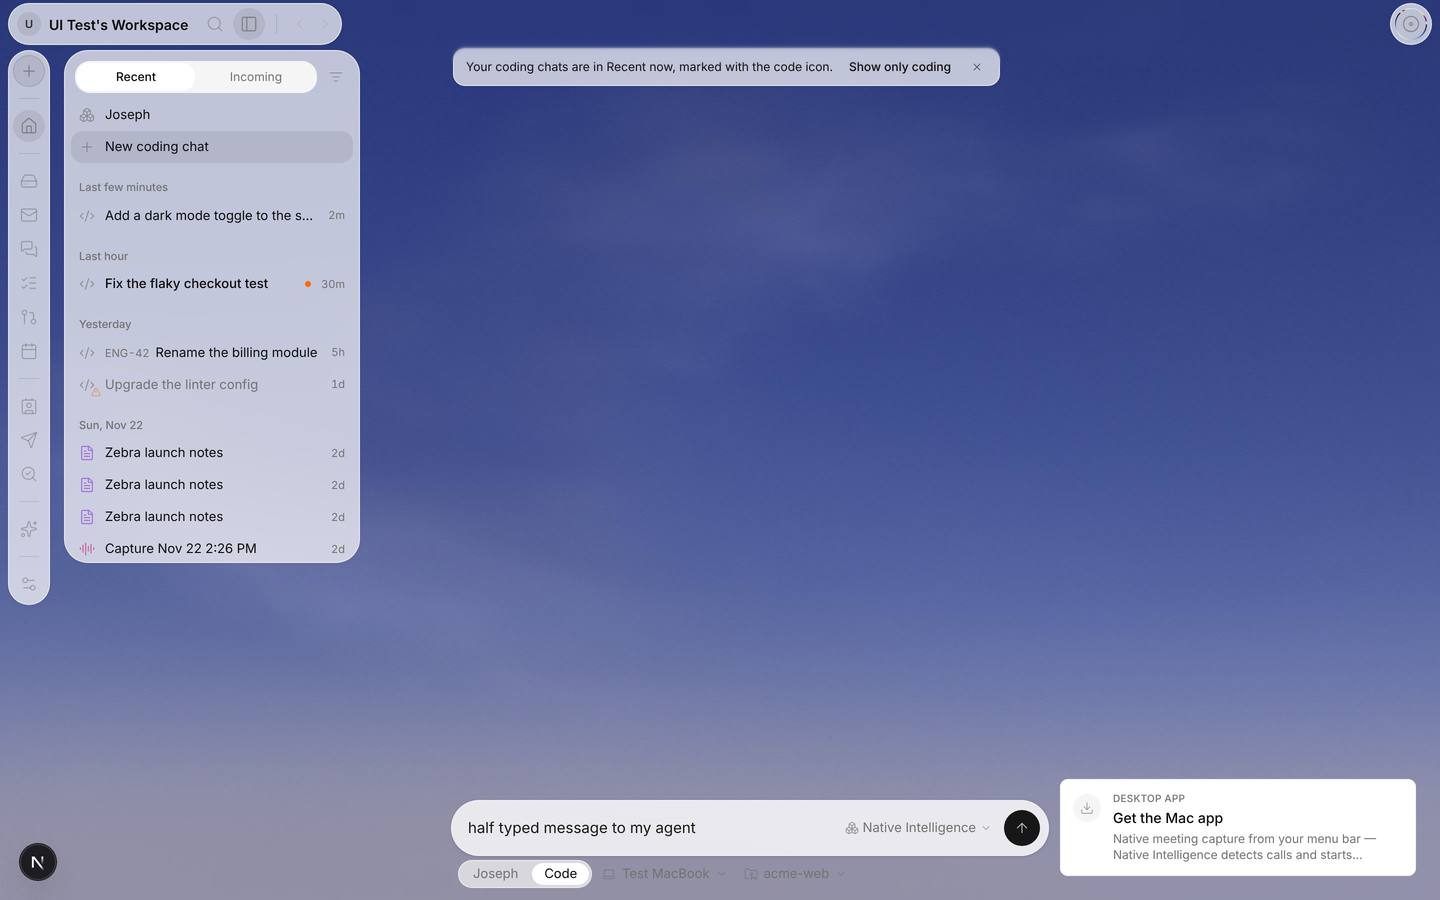 U UI Test's Workspace
Your coding chats are in Recent now, marked with the code icon. Show only coding
Recent Incoming
Joseph
New coding chat
Last few minutes
Add a dark mode toggle to the s... 2m
Last hour
Fix the flaky checkout test 30m
Yesterday
ENG-42 Rename the billing module 5h
Upgrade the linter config 1d
Sun, Nov 22
Zebra launch notes 2d
Zebra launch notes 2d
Zebra launch notes 2d
Capture Nov 22 2:26 PM 2d
half typed message to my agent Native Intelligence
Joseph Code Test MacBook acme-web
DESKTOP APP
Get the Mac app
Native meeting capture from your menu bar —
Native Intelligence detects calls and starts...
N